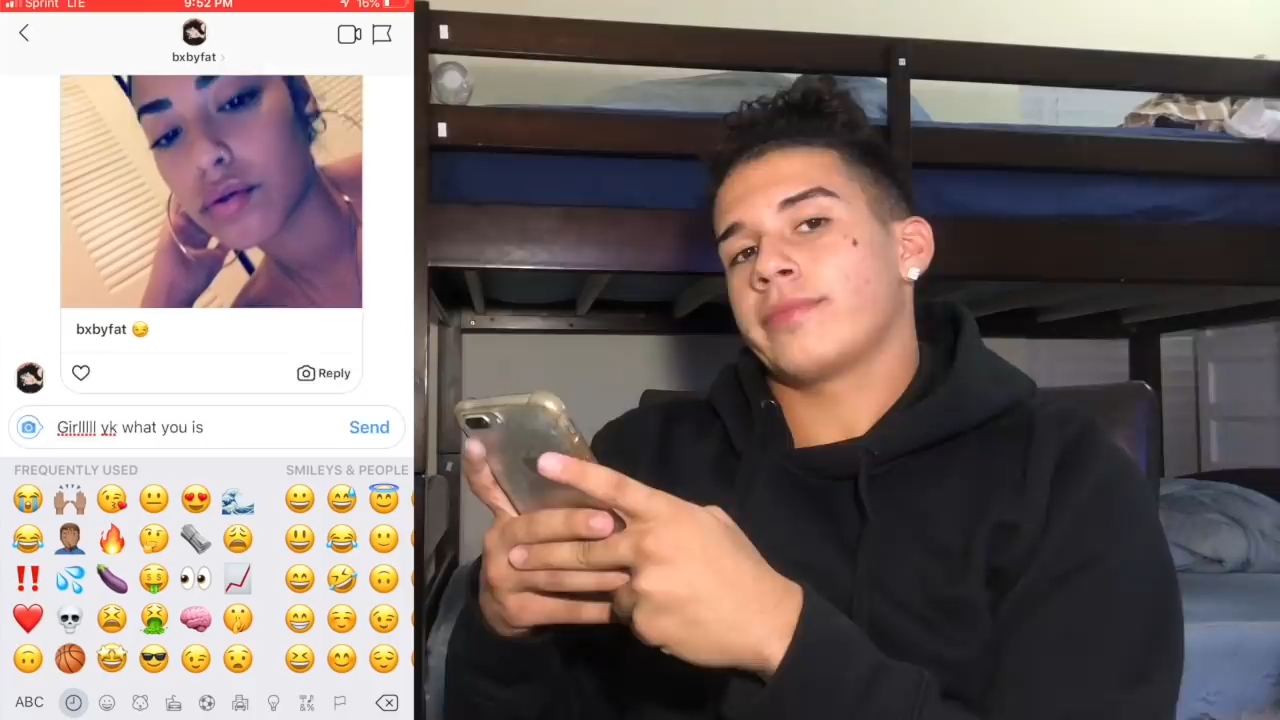 Sprint LTE 9:52 PM 16%
bxbyfat
bxbyfat 😏
Reply
Girlllll yk what you is Send
FREQUENTLY USED SMILEYS & PEOPLE
ABC